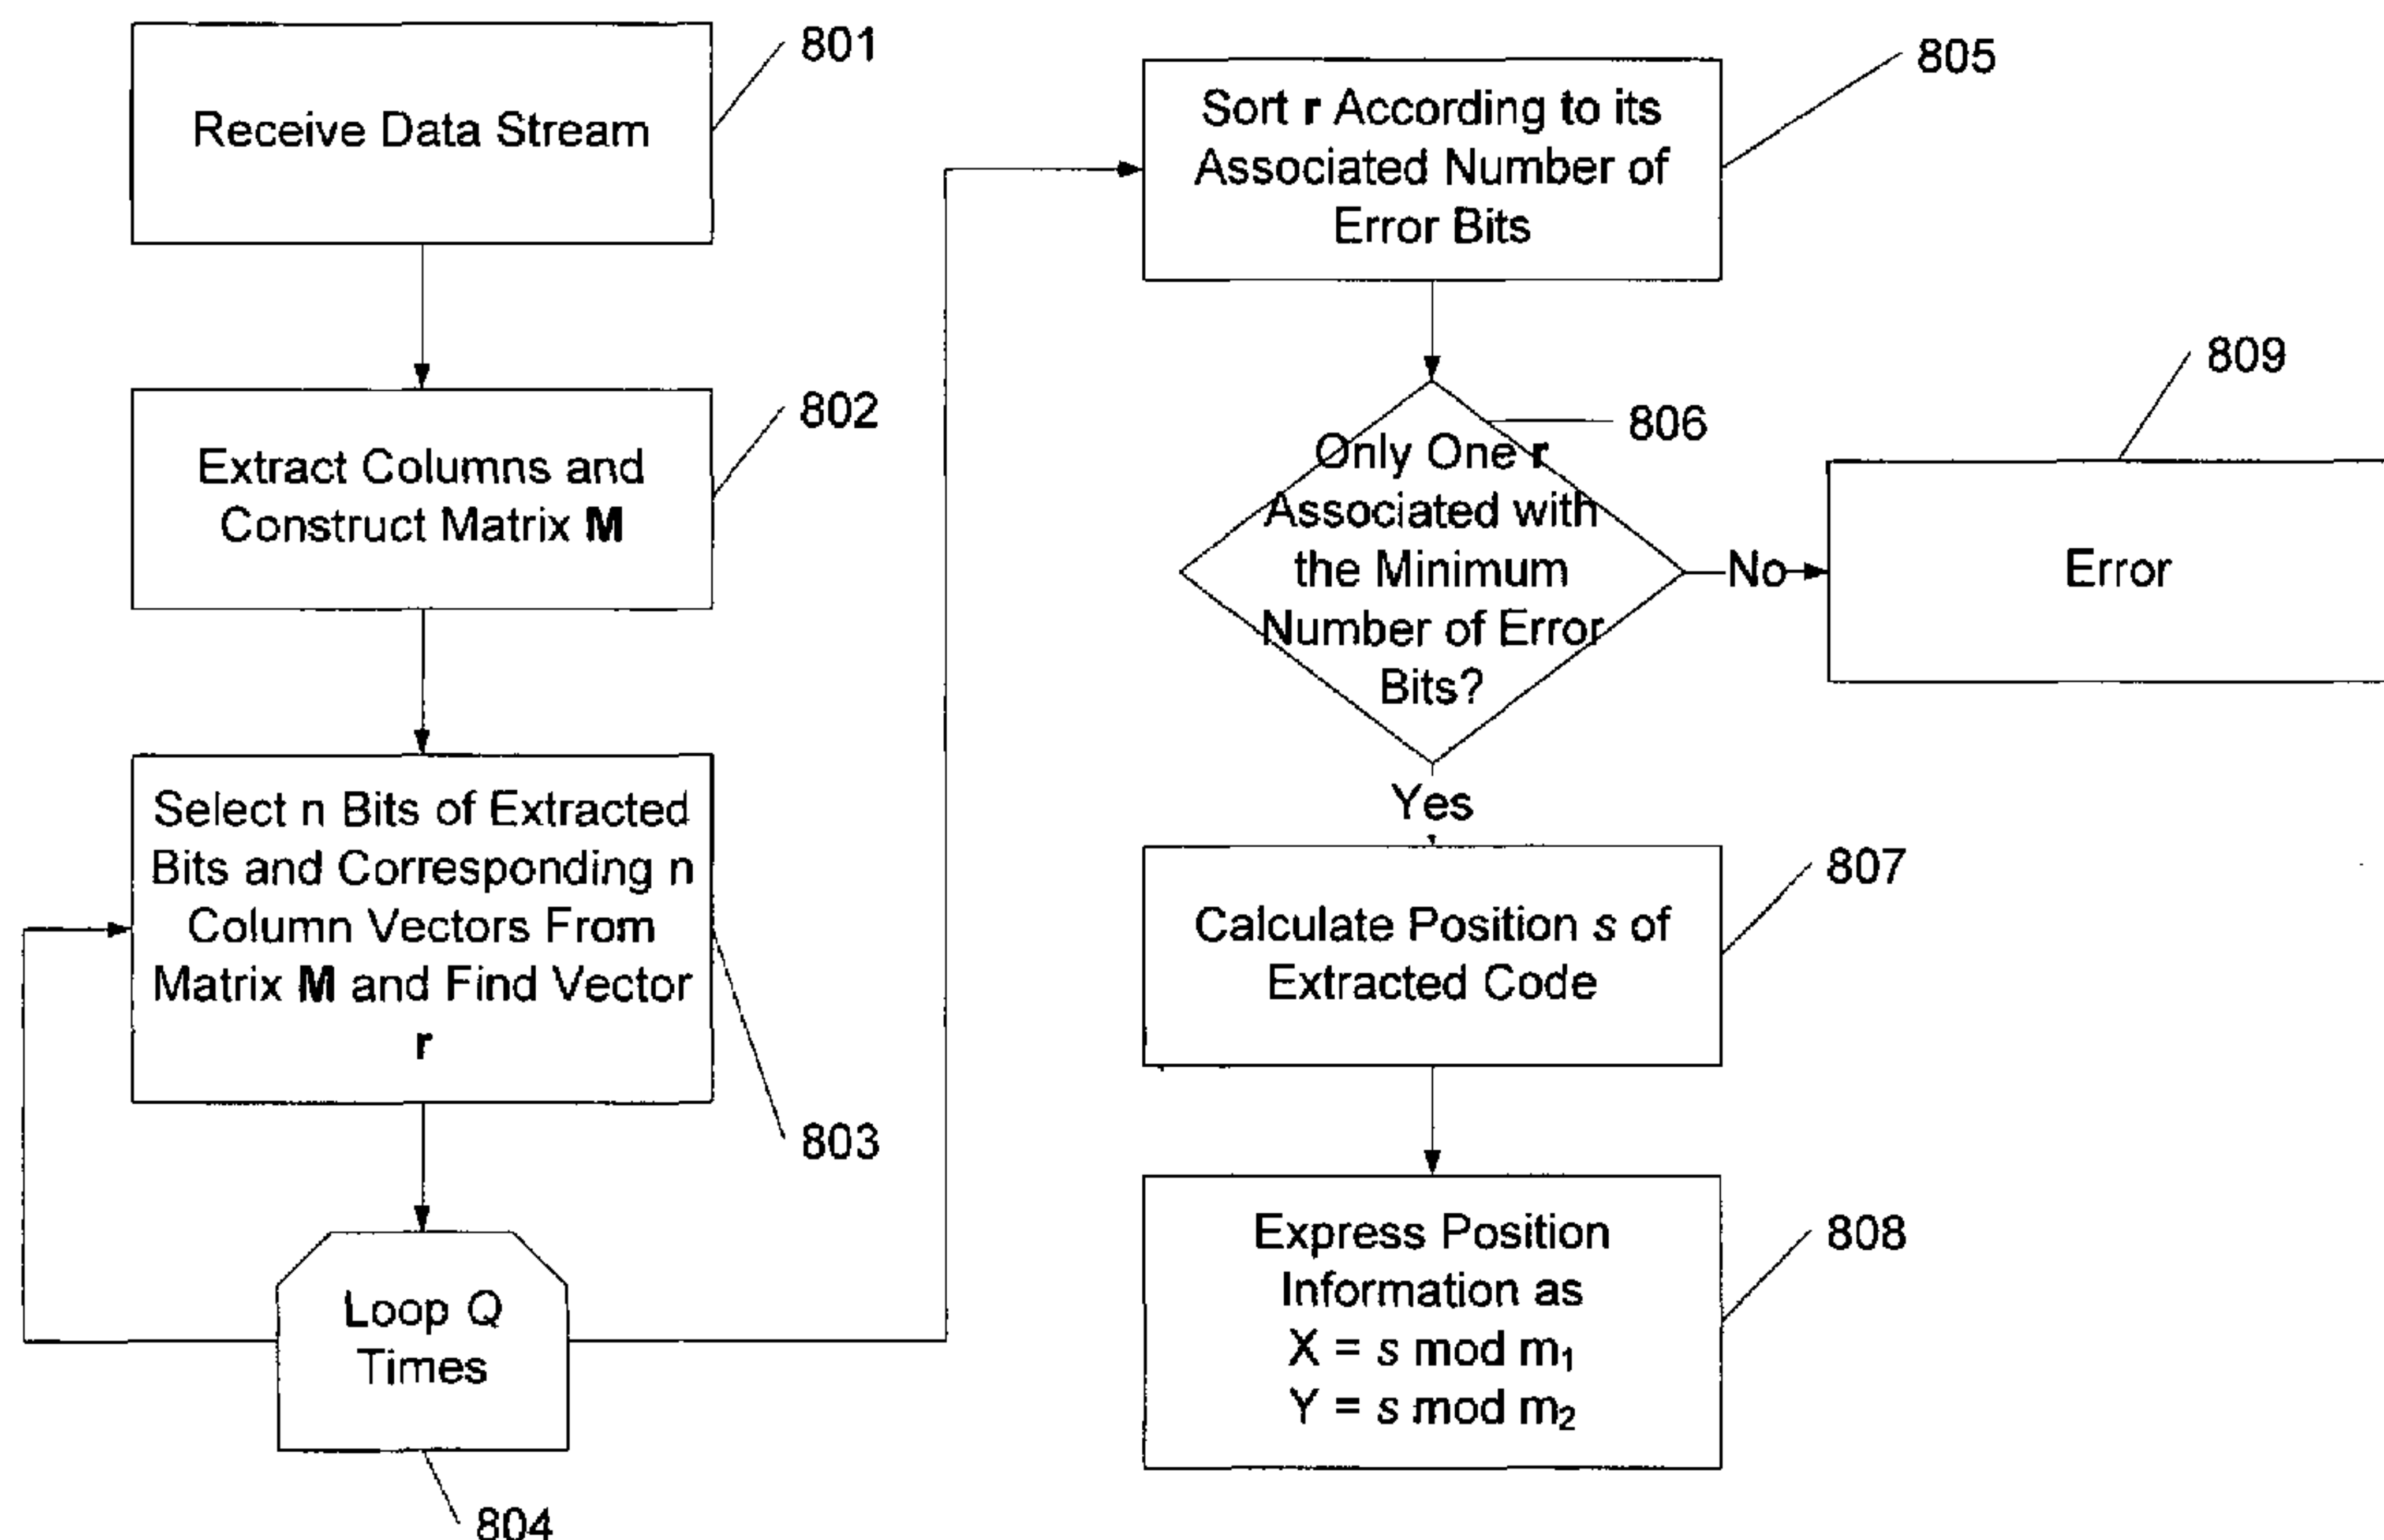 801
Receive Data Stream
802
Extract Columns and
Construct Matrix M
Select n Bits of Extracted
Bits and Corresponding n
Column Vectors From
Matrix M and Find Vector
r
803
Loop Q
Times
804
805
Sort r According to its
Associated Number of
Error Bits
806
Only One r
Associated with
the Minimum
Number of Error
Bits?
No
809
Error
Yes
807
Calculate Position s of
Extracted Code
808
Express Position
Information as
X = s mod m₁
Y = s mod m₂